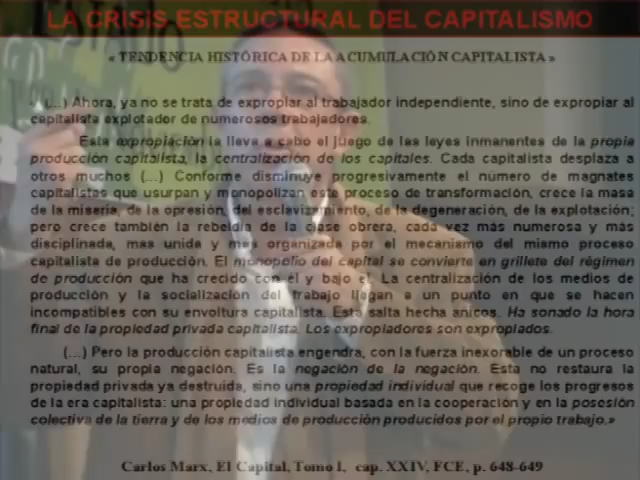 LA CRISIS ESTRUCTURAL DEL CAPITALISMO
« TENDENCIA HISTÓRICA DE LA ACUMULACIÓN CAPITALISTA »
(...) Ahora, ya no se trata de expropiar al trabajador independiente, sino de expropiar al
capitalista explotador de numerosos trabajadores.
Esta expropiación la lleva a cabo el juego de las leyes inmanentes de la propia
producción capitalista, la centralización de los capitales. Cada capitalista desplaza a
otros muchos (...) Conforme disminuye progresivamente el número de magnates
capitalistas que usurpan y monopolizan este proceso de transformación, crece la masa
de la miseria, de la opresión, del esclavizamiento, de la degeneración, de la explotación;
pero crece también la rebeldía de la clase obrera, cada vez más numerosa y más
disciplinada, mas unida y más organizada por el mecanismo del mismo proceso
capitalista de producción. El monopolio del capital se convierte en grillete del régimen
de producción que ha crecido con él y bajo él. La centralización de los medios de
producción y la socialización del trabajo llegan a un punto en que se hacen
incompatibles con su envoltura capitalista. Esta salta hecha anicos. Ha sonado la hora
final de la propiedad privada capitalista. Los expropiadores son expropiados.
(...) Pero la producción capitalista engendra, con la fuerza inexorable de un proceso
natural, su propia negación. Es la negación de la negación. Esta no restaura la
propiedad privada ya destruida, sino una propiedad individual que recoge los progresos
de la era capitalista: una propiedad individual basada en la cooperación y en la posesión
colectiva de la tierra y de los medios de producción producidos por el propio trabajo.»
Carlos Marx, El Capital, Tomo I, cap. XXIV, FCE, p. 648-649